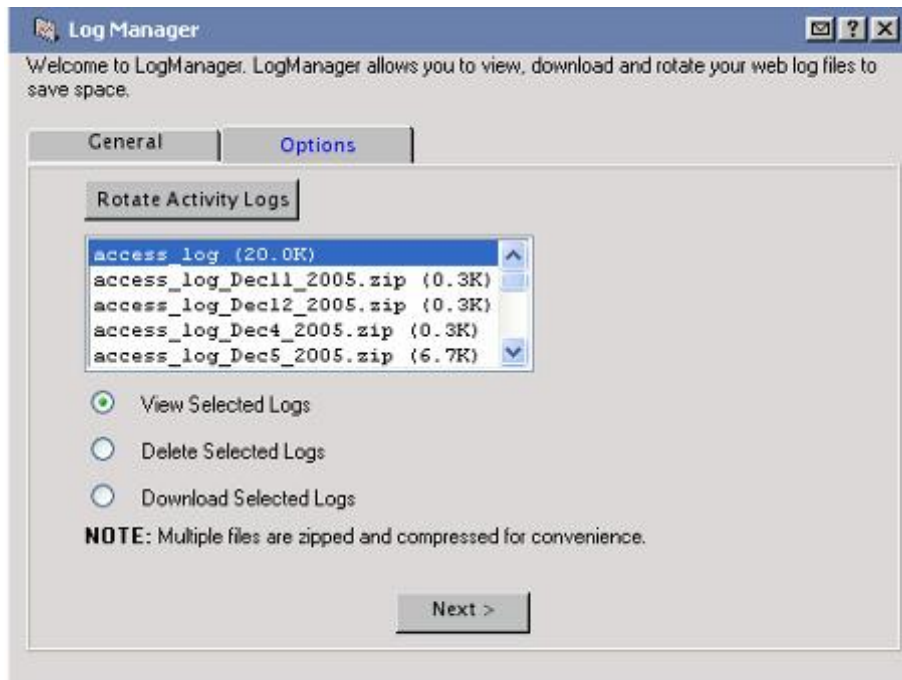 Log Manager
?
Welcome to LogManager. LogManager allows you to view, download and rotate your web log files to
save space.
General
Options
Rotate Activity Logs
access_log (20.0K)
access_log_Dec11_2005.zip (0.3K)
access_log_Dec12_2005.zip (0.3K)
access_log_Dec4_2005.zip (0.3K)
access_log_Dec5_2005.zip (6.7K)
View Selected Logs
Delete Selected Logs
Download Selected Logs
NOTE: Multiple files are zipped and compressed for convenience.
Next >